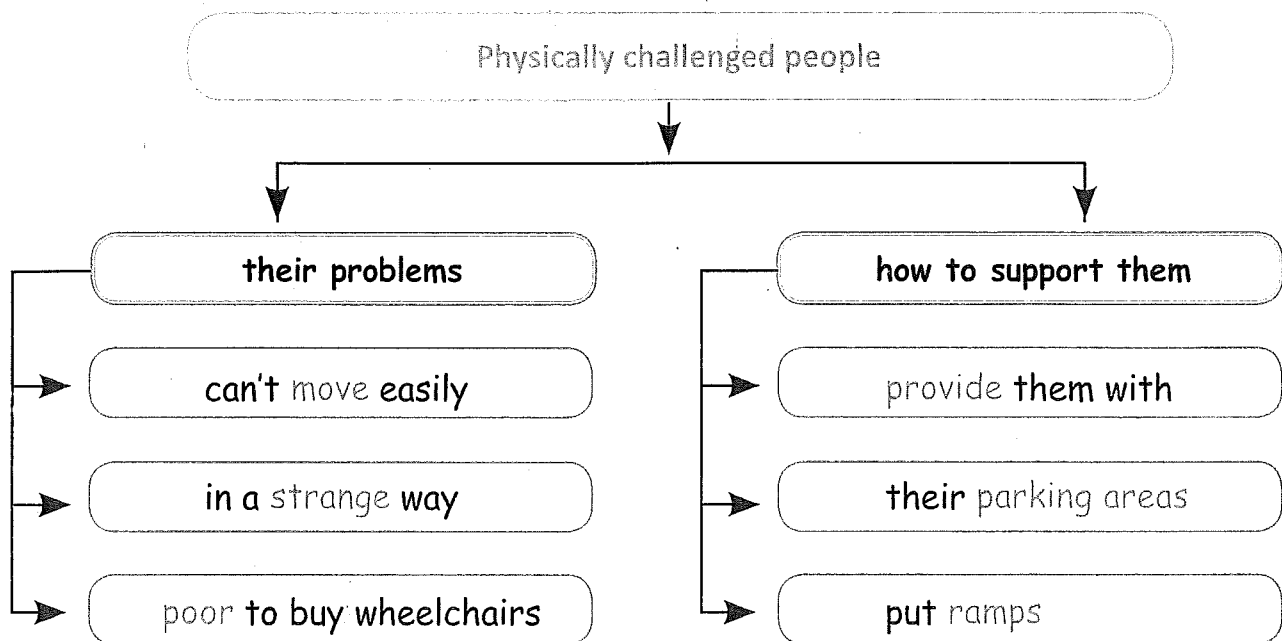 Physically challenged people
their problems
can't move easily
in a strange way
poor to buy wheelchairs
how to support them
provide them with
their parking areas
put ramps